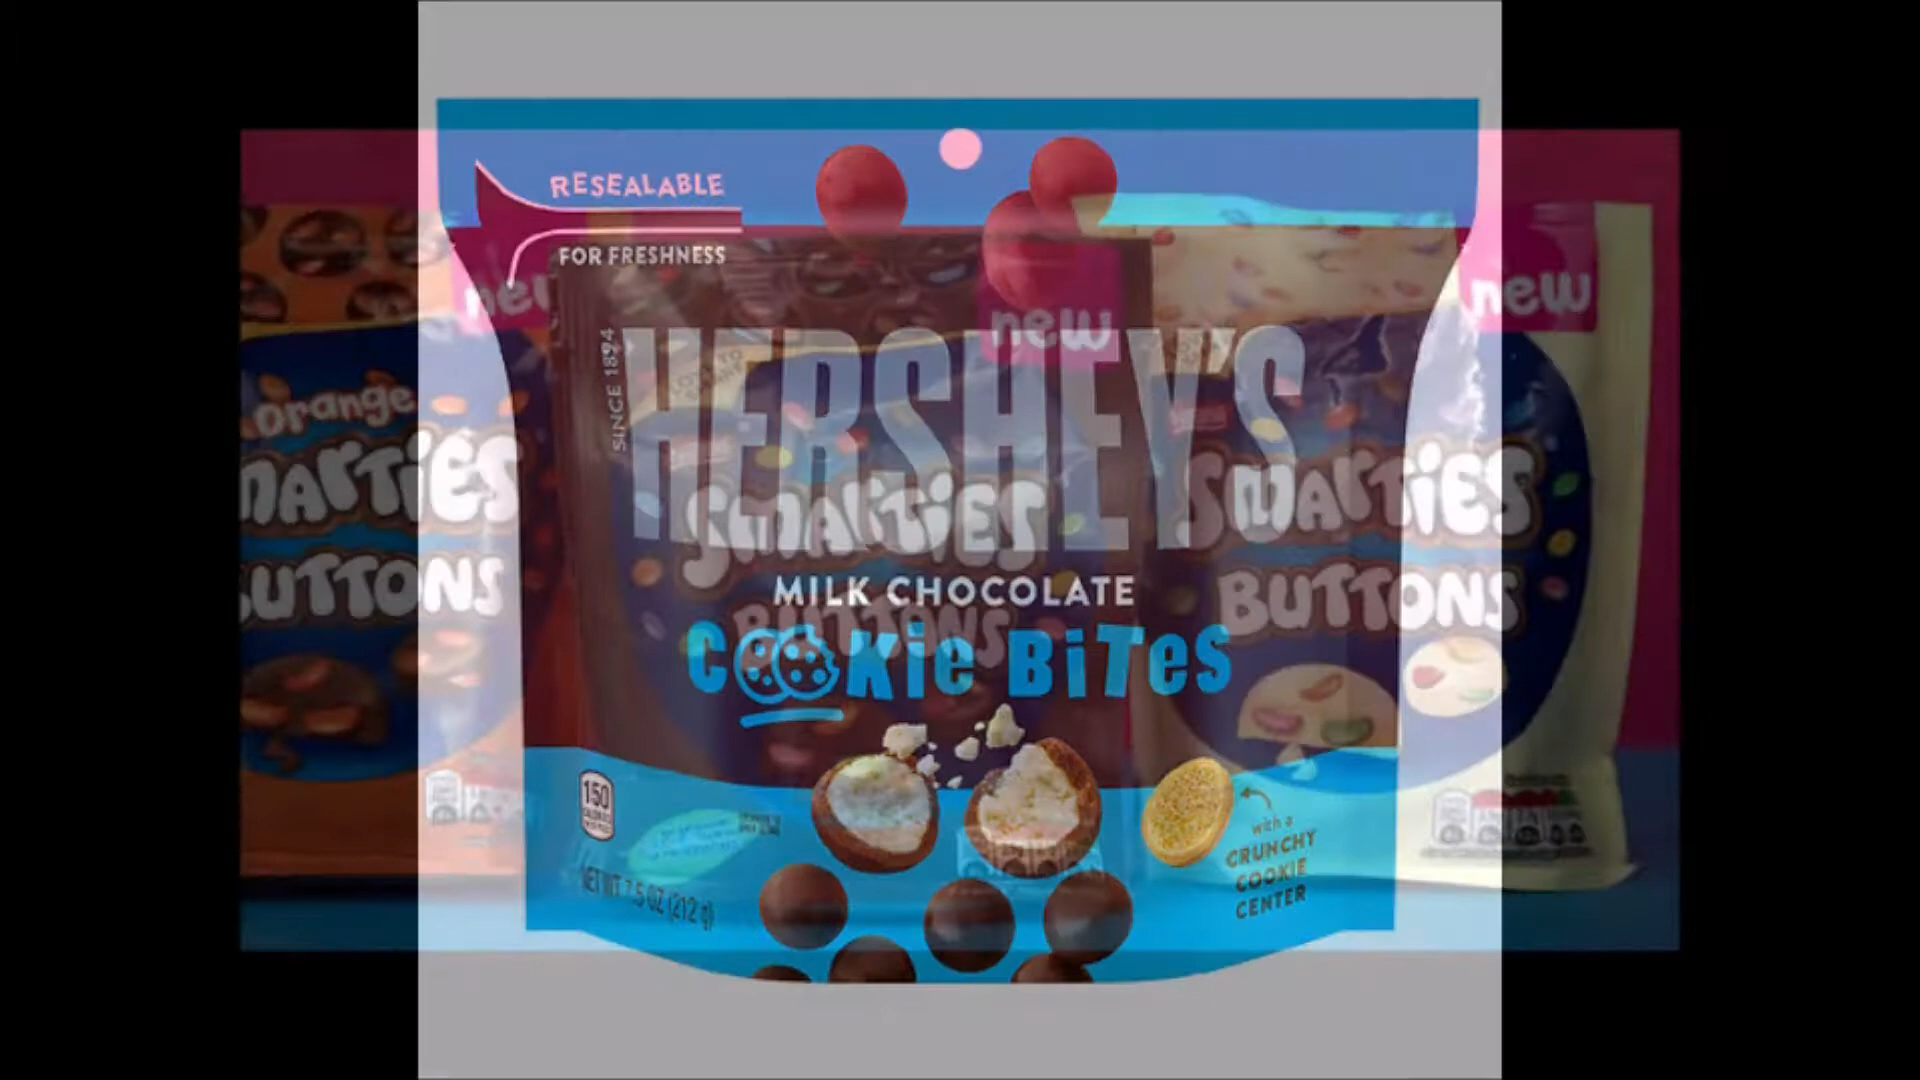 RESEALABLE
FOR FRESHNESS
SINCE 1894
HERSHEY'S
MILK CHOCOLATE
COOKiE BiTES
150
CALORIES
with a
CRUNCHY
COOKIE
CENTER
NET WT 7.5 OZ (212 g)
new
orange
SMARTiES
BUTTONS
new
SMARTiES
BUTTONS
new
SMARTiES
BUTTONS